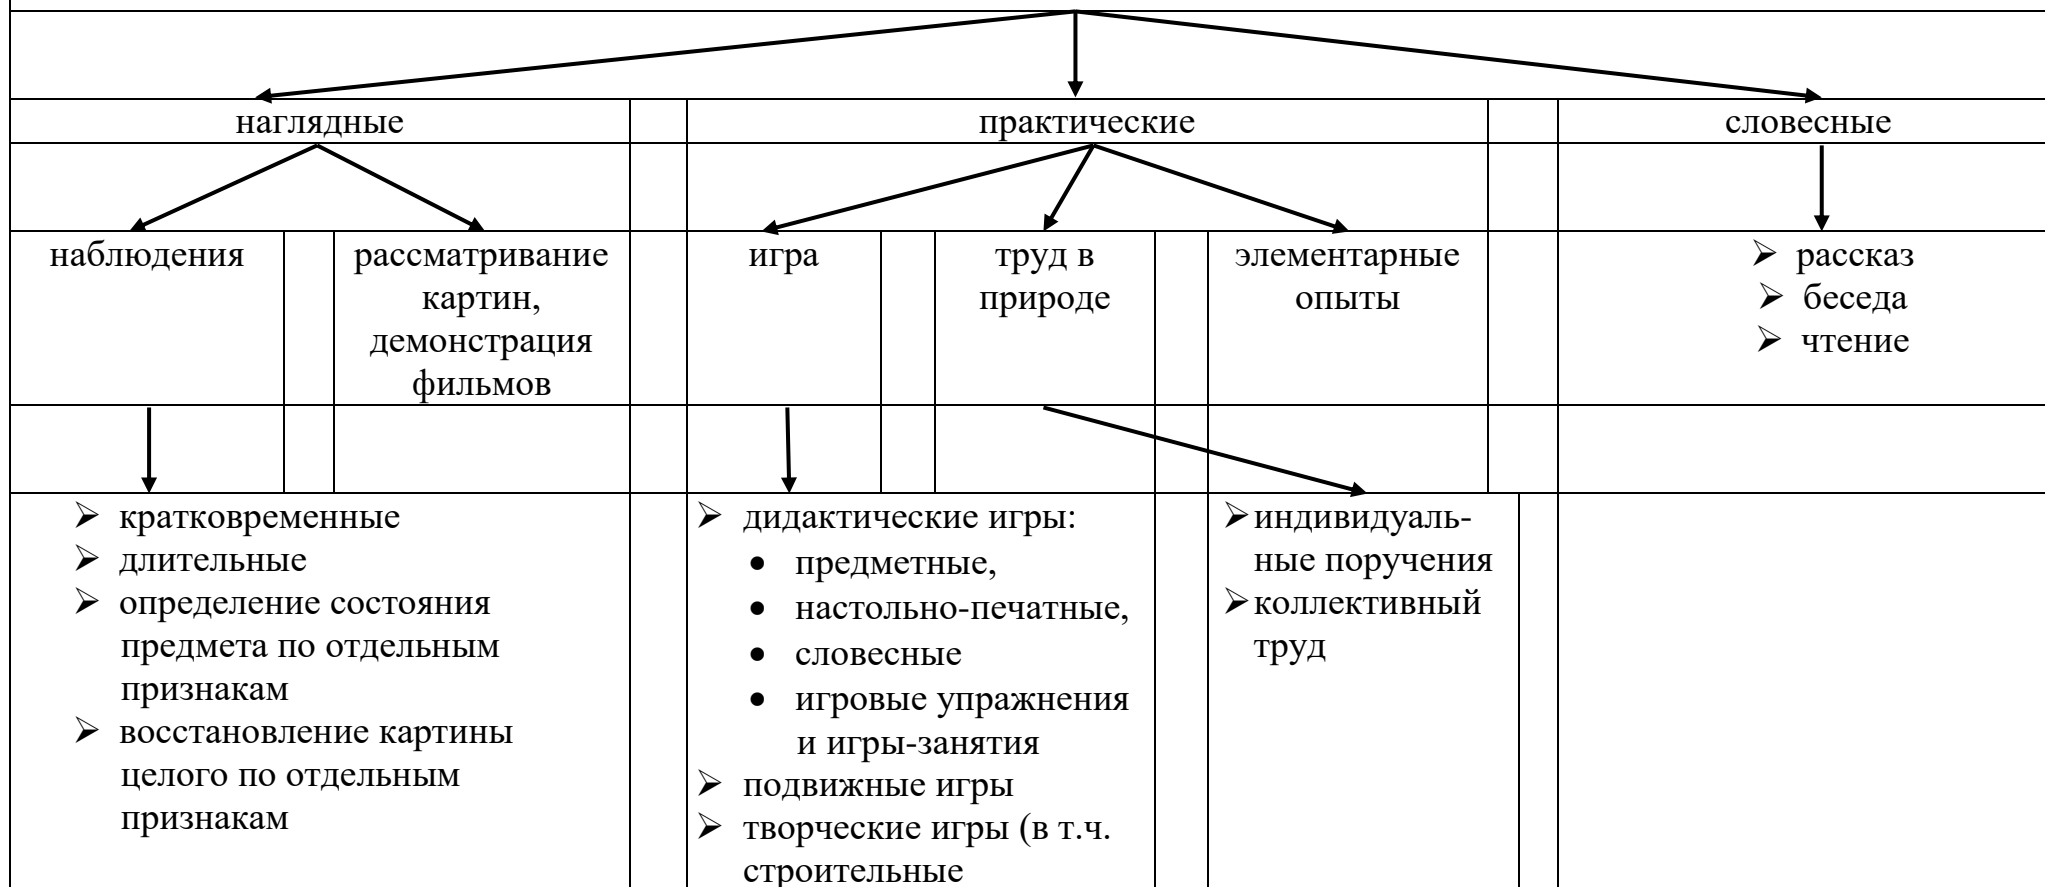 наглядные
практические
словесные
наблюдения
рассматривание
картин,
демонстрация
фильмов
игра
труд в
природе
элементарные
опыты
➢ рассказ
➢ беседа
➢ чтение
➢ кратковременные
➢ длительные
➢ определение состояния
предмета по отдельным
признакам
➢ восстановление картины
целого по отдельным
признакам
➢ дидактические игры:
• предметные,
• настольно-печатные,
• словесные
• игровые упражнения
и игры-занятия
➢ подвижные игры
➢ творческие игры (в т.ч.
строительные
➢ индивидуаль-
ные поручения
➢ коллективный
труд